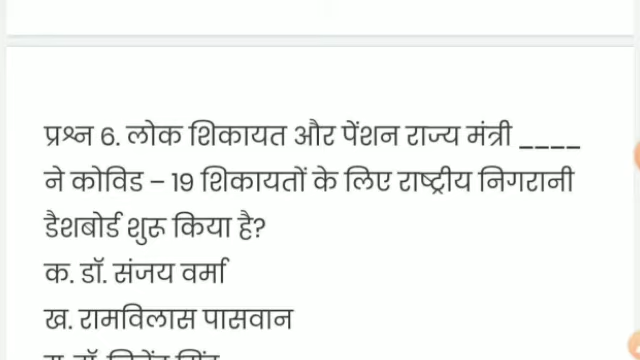 प्रश्न 6. लोक शिकायत और पेंशन राज्य मंत्री ____
ने कोविड – 19 शिकायतों के लिए राष्ट्रीय निगरानी
डैशबोर्ड शुरू किया है?
क. डॉ. संजय वर्मा
ख. रामविलास पासवान